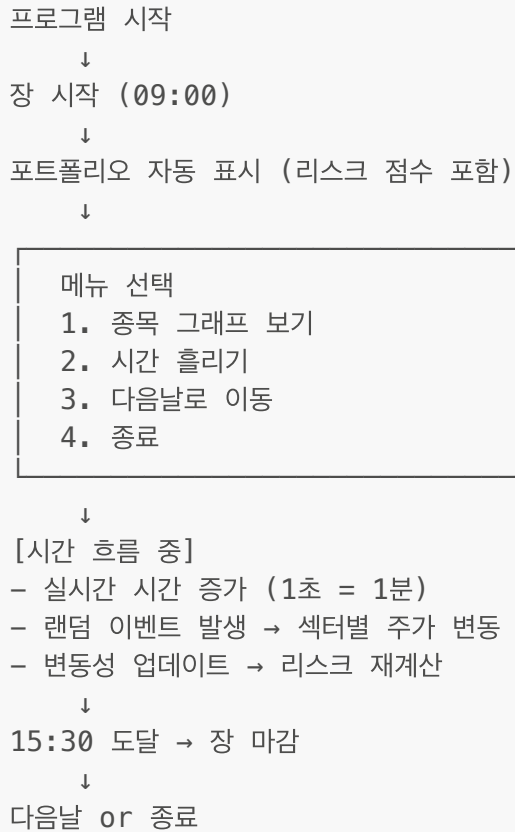 프로그램 시작
↓
장 시작 (09:00)
↓
포트폴리오 자동 표시 (리스크 점수 포함)
↓
메뉴 선택
1. 종목 그래프 보기
2. 시간 흘리기
3. 다음날로 이동
4. 종료
↓
[시간 흐름 중]
– 실시간 시간 증가 (1초 = 1분)
– 랜덤 이벤트 발생 → 섹터별 주가 변동
– 변동성 업데이트 → 리스크 재계산
↓
15:30 도달 → 장 마감
↓
다음날 or 종료